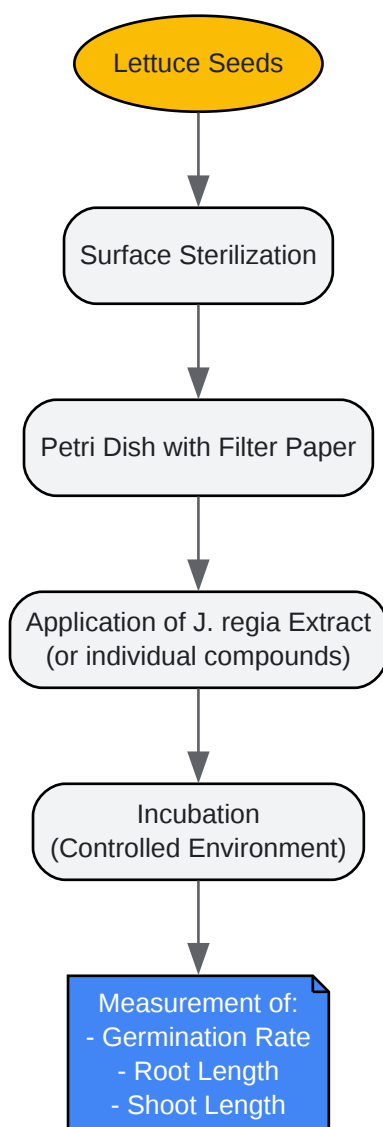 Lettuce Seeds
Surface Sterilization
Petri Dish with Filter Paper
Application of J. regia Extract
(or individual compounds)
Incubation
(Controlled Environment)
Measurement of:
- Germination Rate
- Root Length
- Shoot Length